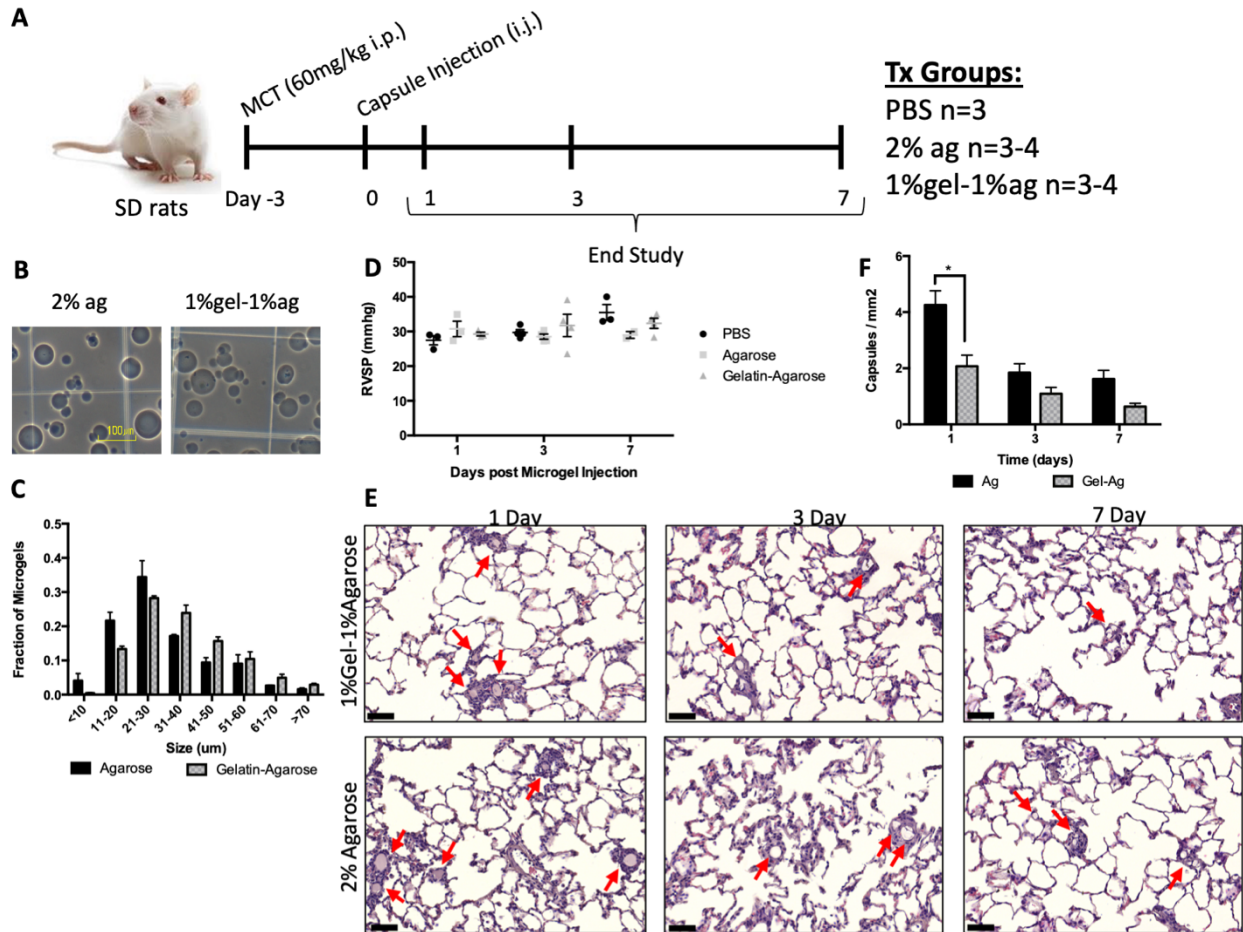 A
MCT (60mg/kg i.p.)
Capsule Injection (i.j.)
Tx Groups:
PBS n=3
2% ag n=3-4
1%gel-1%ag n=3-4
SD rats
Day -3
0
1
3
7
End Study
B
2% ag
1%gel-1%ag
100μm
C
Fraction of Microgels
0.5
0.4
0.3
0.2
0.1
0.0
<10
11-20
21-30
31-40
41-50
51-60
61-70
>70
Size (um)
Agarose
Gelatin-Agarose
D
RVSP (mmhg)
50
40
30
20
10
0
1
3
7
Days post Microgel Injection
PBS
Agarose
Gelatin-Agarose
F
Capsules / mm2
6
4
2
0
*
1
3
7
Time (days)
Ag
Gel-Ag
E
1 Day
3 Day
7 Day
1%Gel-1%Agarose
2% Agarose